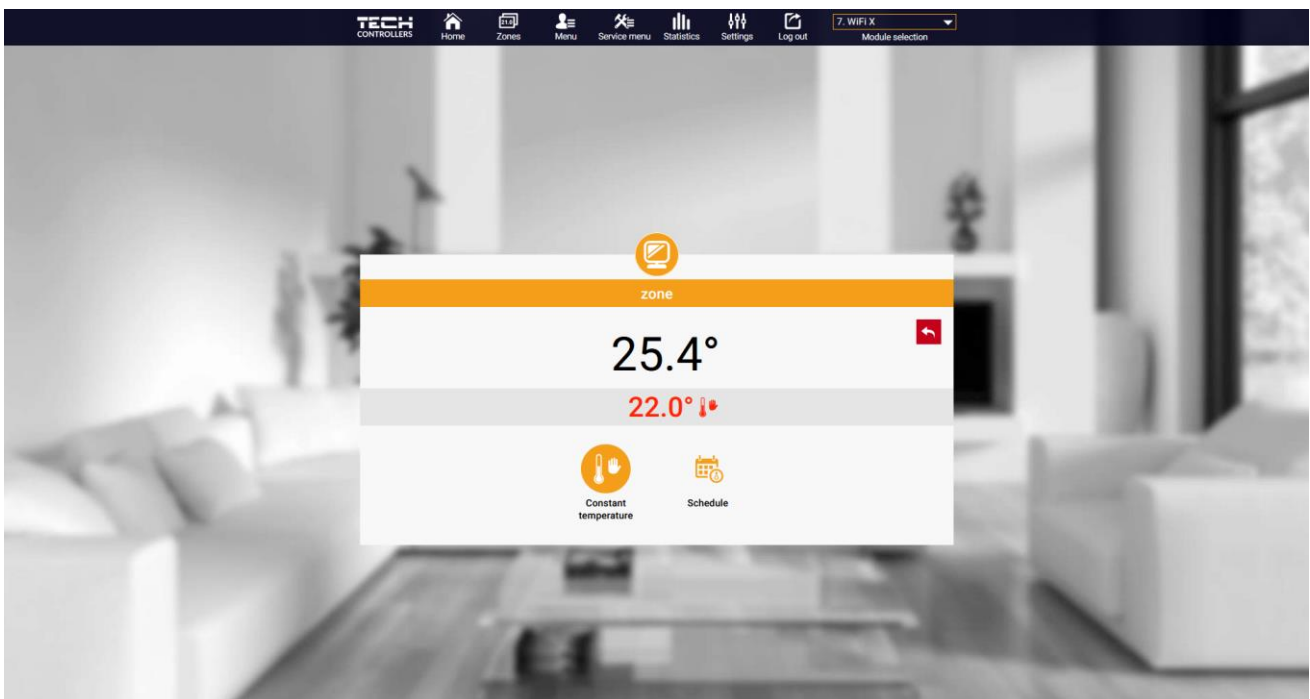 TECH
CONTROLLERS
Home
Zones
Menu
Service menu
Statistics
Settings
Log out
7. WiFi X
Module selection
zone
25.4°
22.0°
Constant
temperature
Schedule